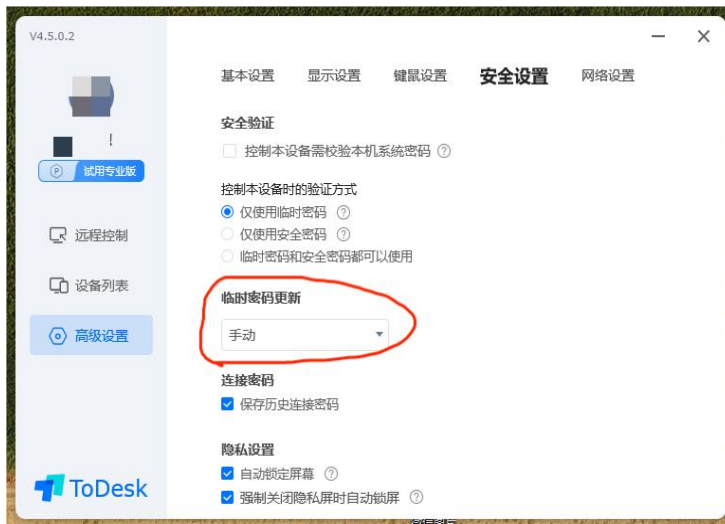 V4.5.0.2
!
试用专业版
远程控制
设备列表
高级设置
ToDesk
基本设置 显示设置 键鼠设置 安全设置 网络设置
安全验证
控制本设备需校验本机系统密码
控制本设备时的验证方式
仅使用临时密码
仅使用安全密码
临时密码和安全密码都可以使用
临时密码更新
手动
连接密码
保存历史连接密码
隐私设置
自动锁定屏幕
强制关闭隐私屏时自动锁屏